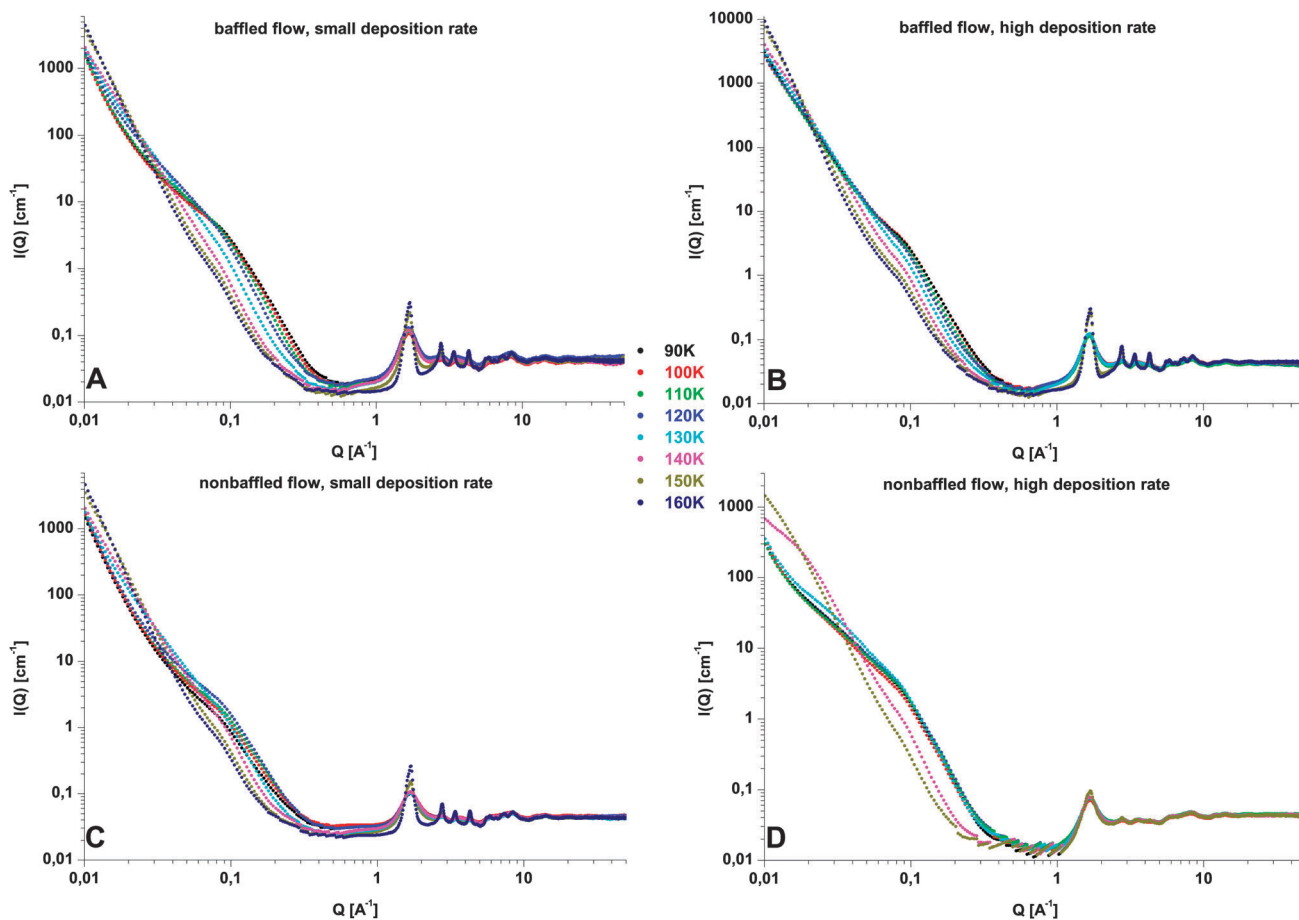 baffled flow, small deposition rate
1000
100
10
1
0,1
0,01
I(Q) [cm-1]
A
0,01 0,1 1 10
Q [A-1]
baffled flow, high deposition rate
10000
1000
100
10
1
0,1
0,01
I(Q) [cm-1]
B
0,01 0,1 1 10
Q [A-1]
90K
100K
110K
120K
130K
140K
150K
160K
nonbaffled flow, small deposition rate
1000
100
10
1
0,1
0,01
I(Q) [cm-1]
C
0,01 0,1 1 10
Q [A-1]
nonbaffled flow, high deposition rate
1000
100
10
1
0,1
0,01
I(Q) [cm-1]
D
0,01 0,1 1 10
Q [A-1]